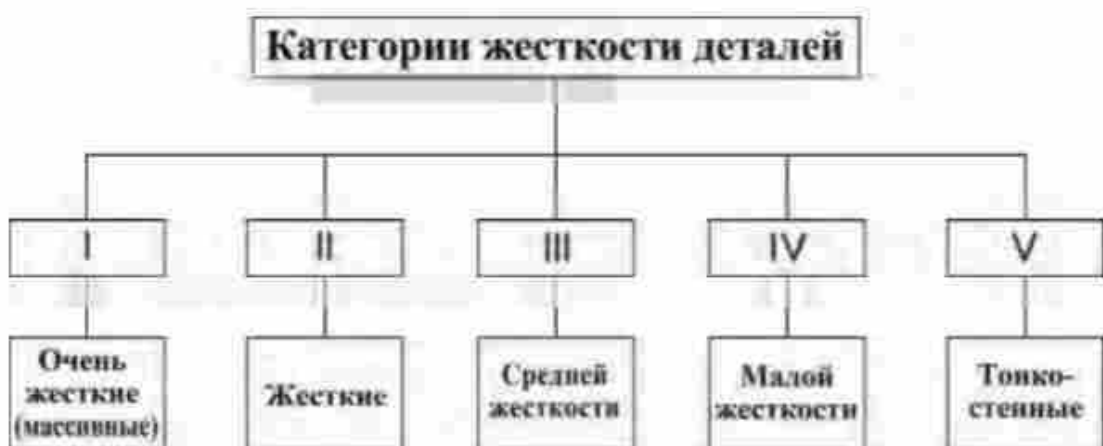 Категории жесткости деталей
I
II
III
IV
V
Очень
жесткие
(массивные)
Жесткие
Средней
жесткости
Малой
жесткости
Тонко-
стенные